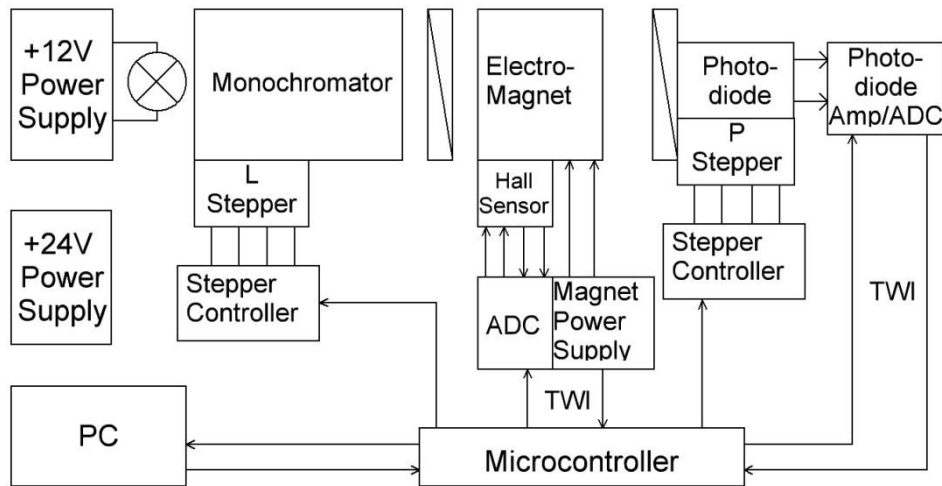 +12V
Power
Supply
Monochromator
Electro-
Magnet
Photo-
diode
Photo-
diode
Amp/ADC
L
Stepper
Hall
Sensor
P
Stepper
+24V
Power
Supply
Stepper
Controller
ADC
Magnet
Power
Supply
Stepper
Controller
TWI
TWI
PC
Microcontroller